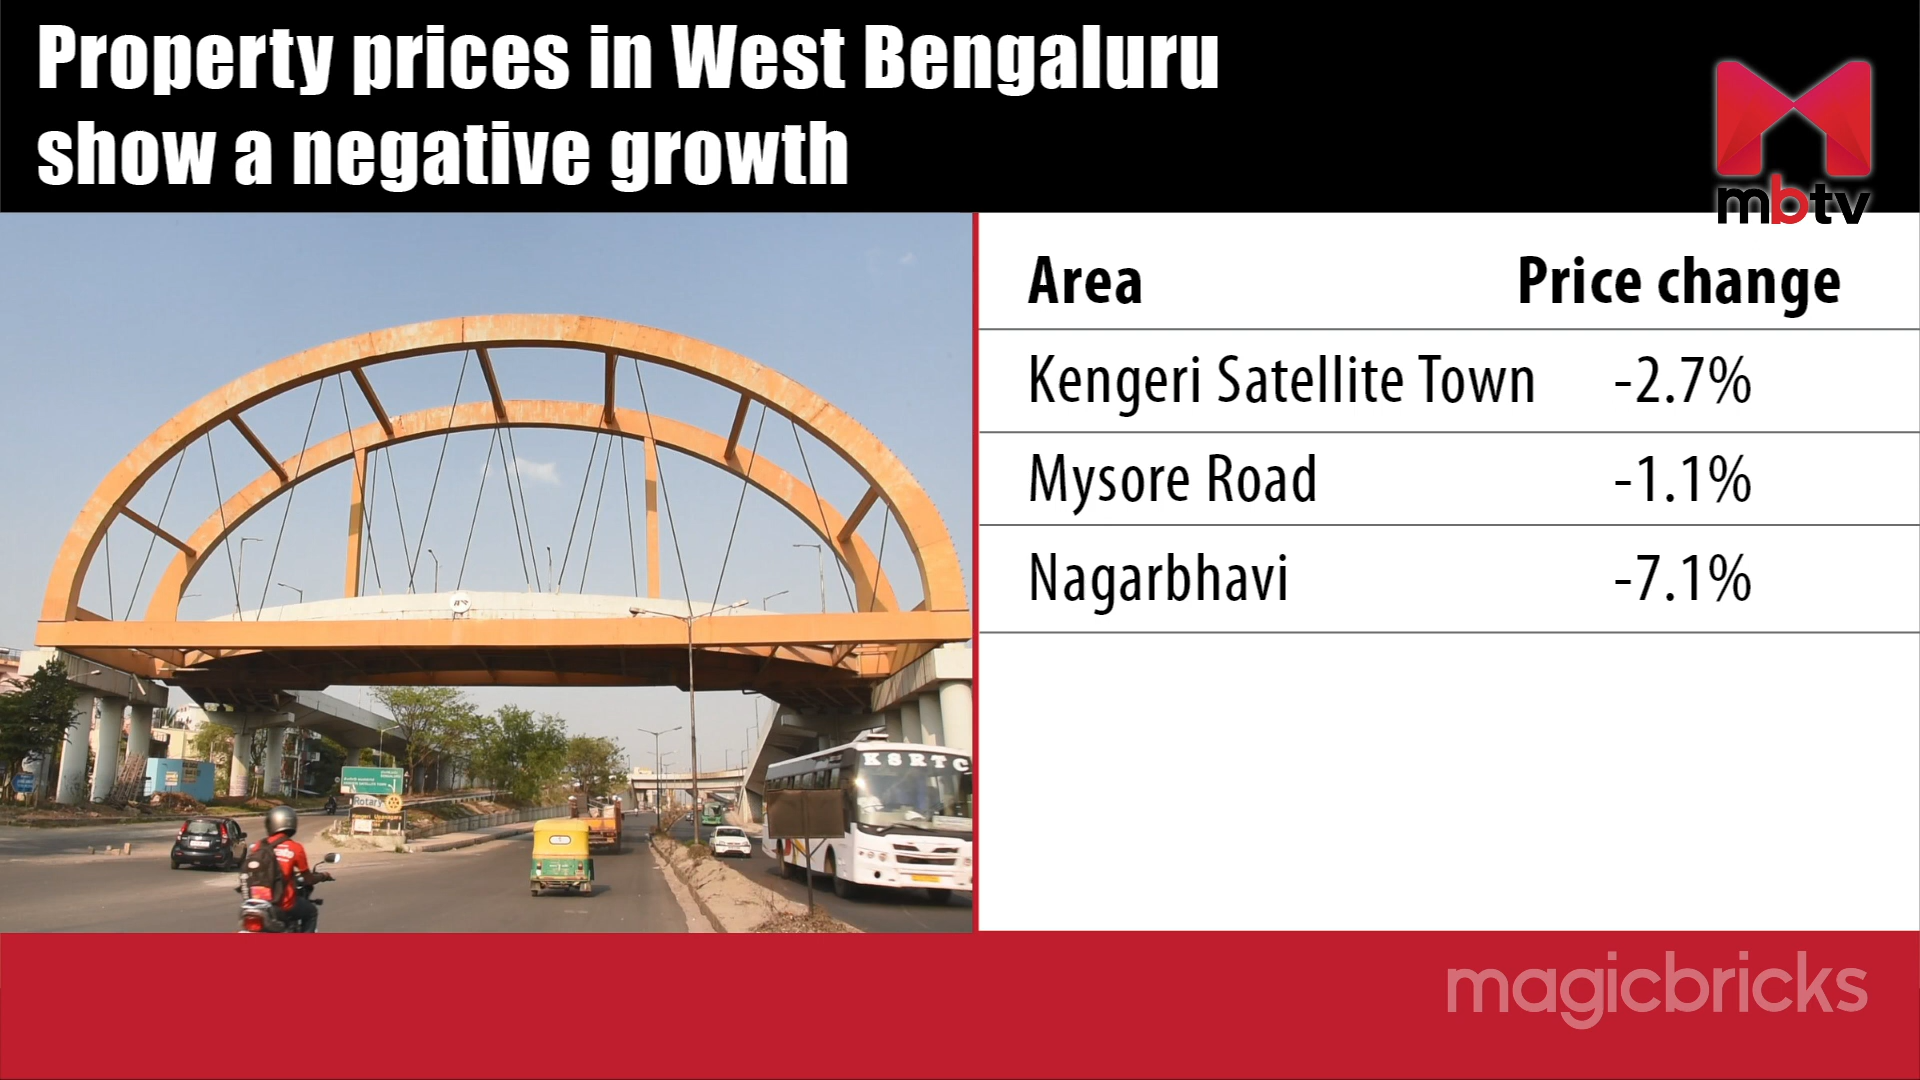 Property prices in West Bengaluru
show a negative growth
mbtv
Area Price change
Kengeri Satellite Town -2.7%
Mysore Road -1.1%
Nagarbhavi -7.1%
KSRTC
Rotary
magicbricks